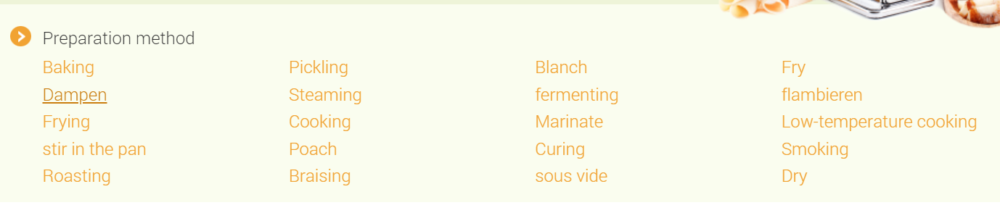 Preparation method
Baking Pickling Blanch Fry
Dampen Steaming fermenting flambieren
Frying Cooking Marinate Low-temperature cooking
stir in the pan Poach Curing Smoking
Roasting Braising sous vide Dry